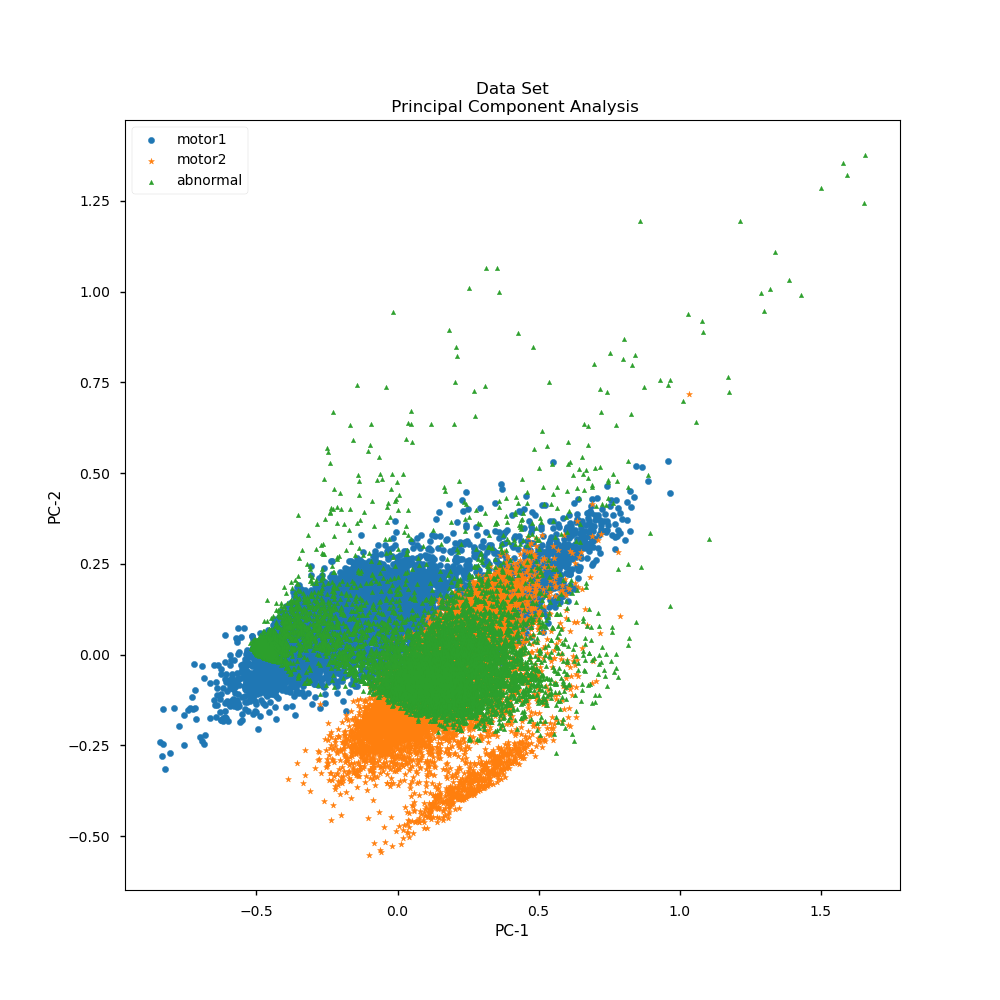 Data Set
Principal Component Analysis
motor1
motor2
abnormal
1.25
1.00
0.75
0.50
0.25
0.00
−0.25
−0.50
PC-2
−0.5
0.0
0.5
1.0
1.5
PC-1